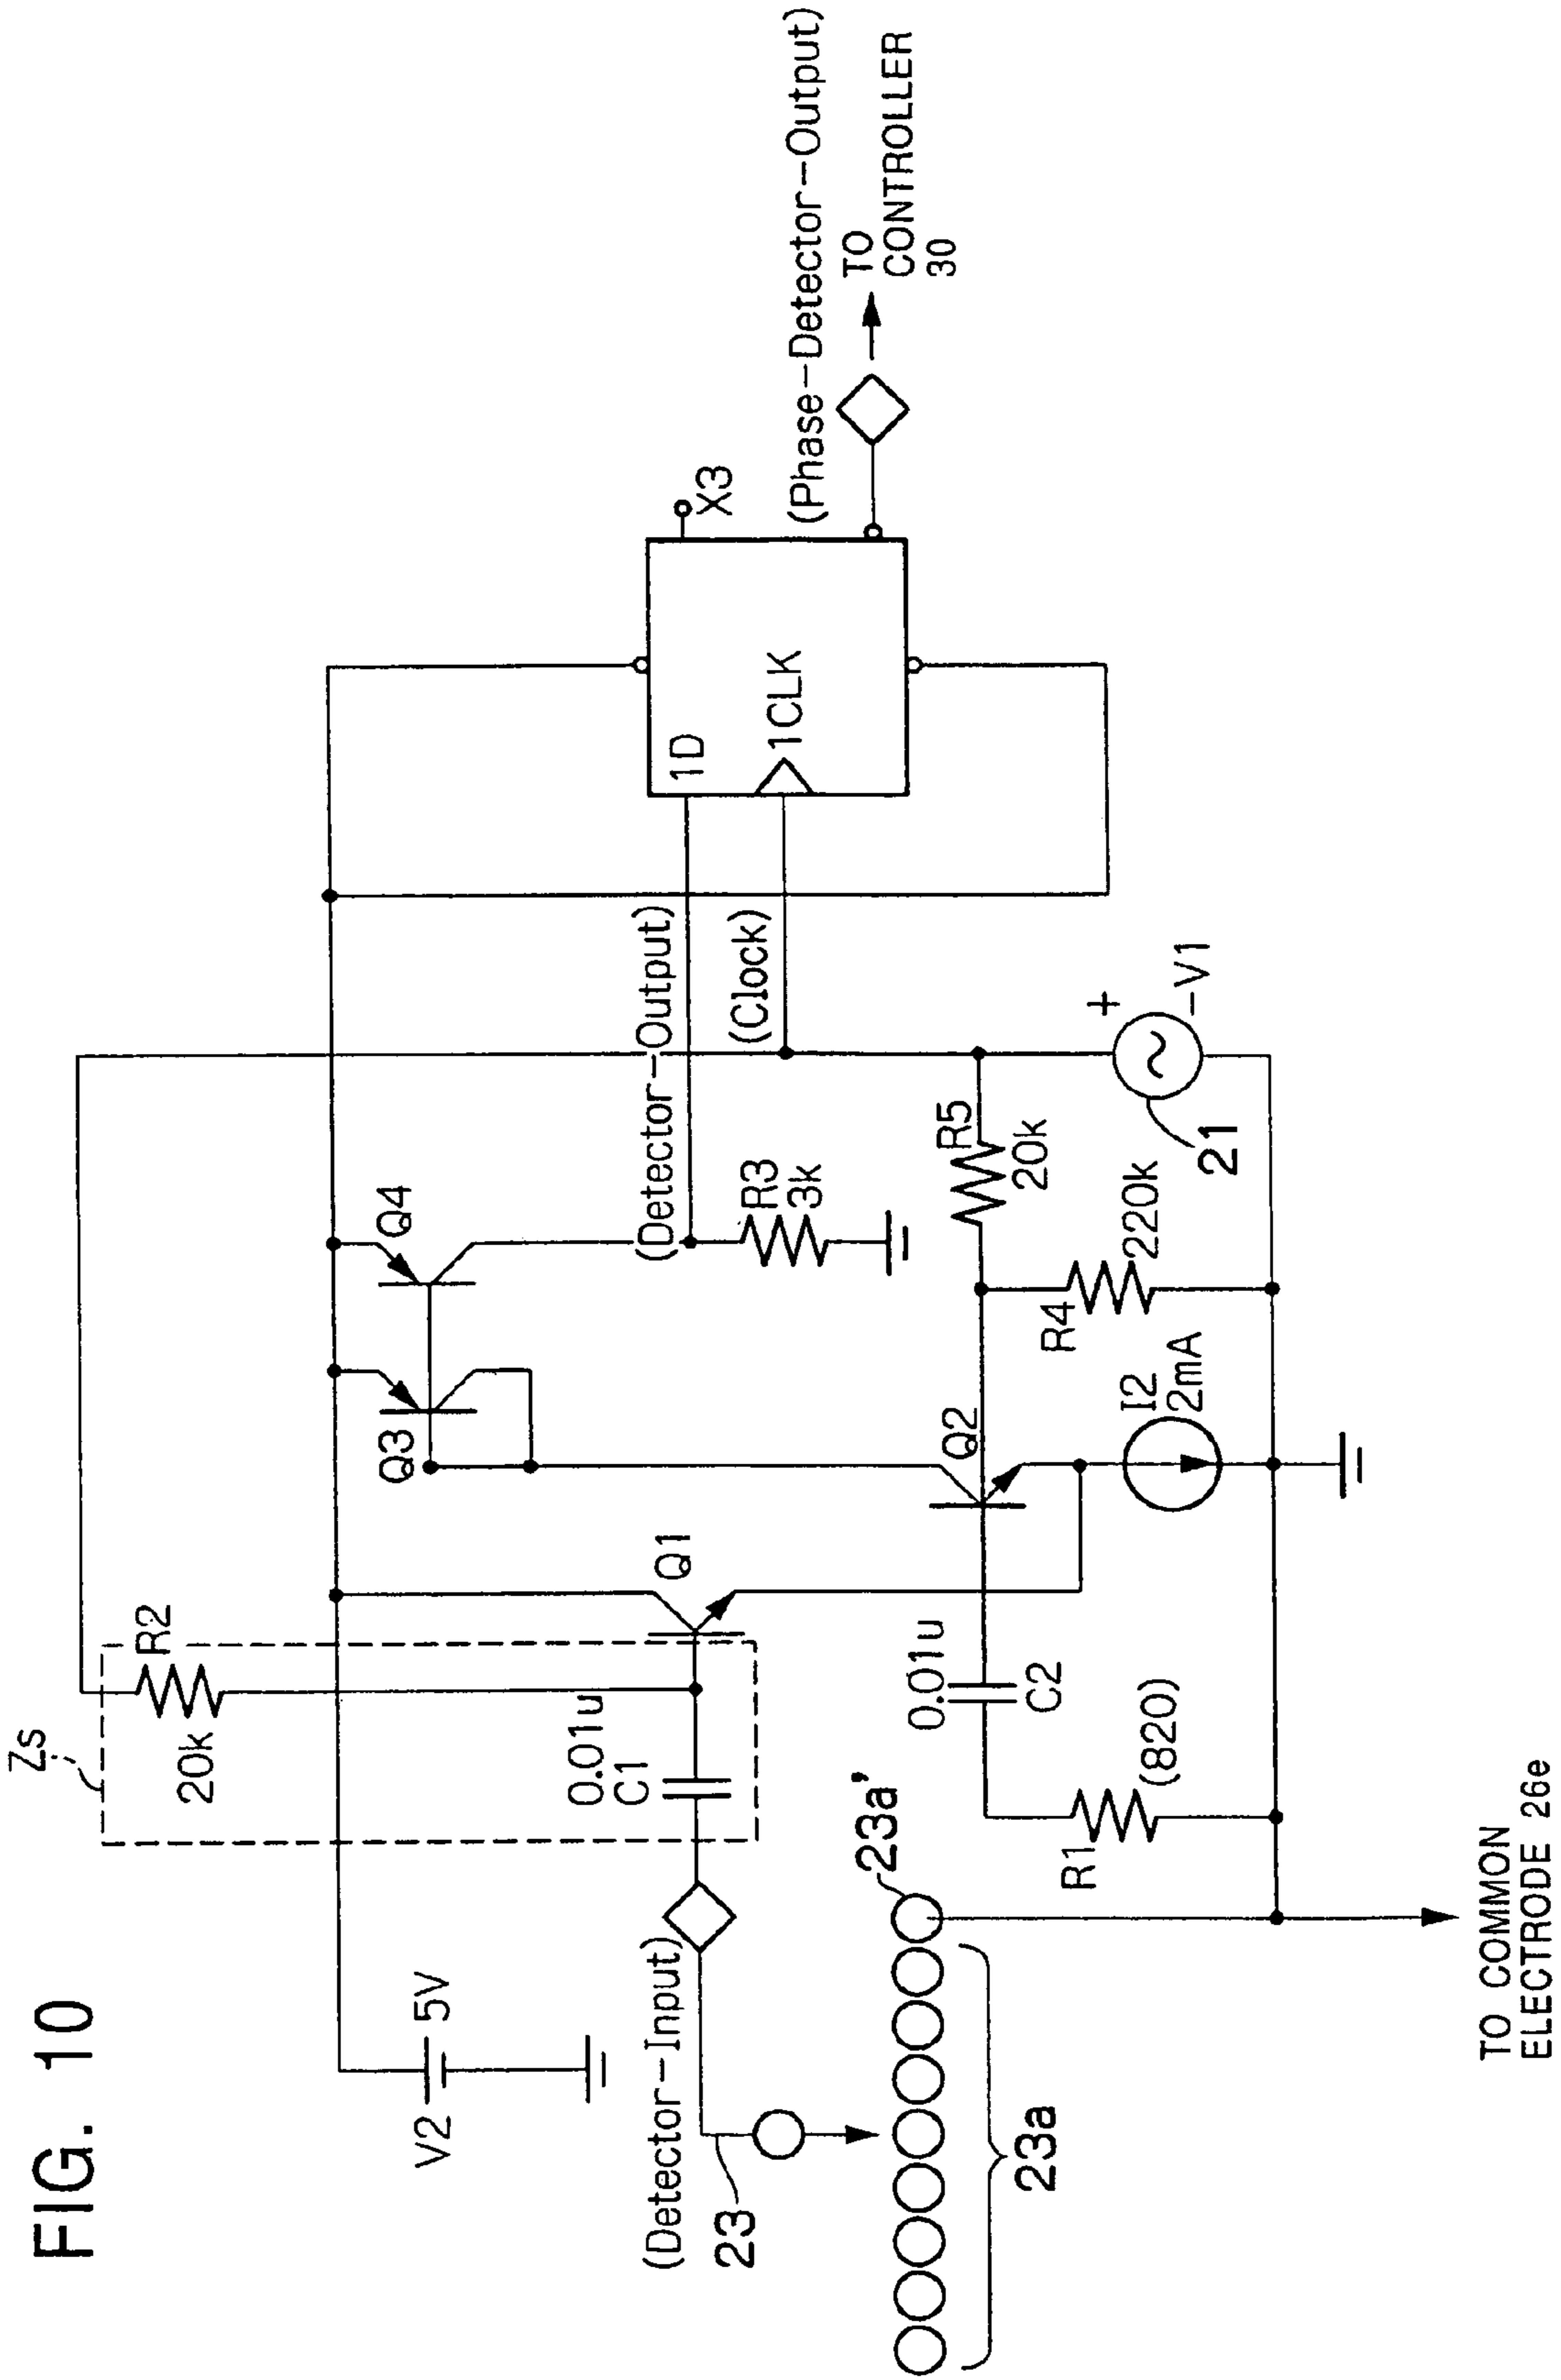 FIG. 10
Zs
R2
20k
V2
5V
0.01u
C1
Q1
Q3
Q4
(Detector-Input)
23
23a
23a'
0.01u
C2
R1
(820)
Q2
I2
2mA
R4
220k
R5
20k
R3
3k
(Detector-Output)
(Clock)
+
-V1
21
1D
1CLK
X3
(Phase-Detector-Output)
TO
CONTROLLER
30
TO COMMON
ELECTRODE 26e